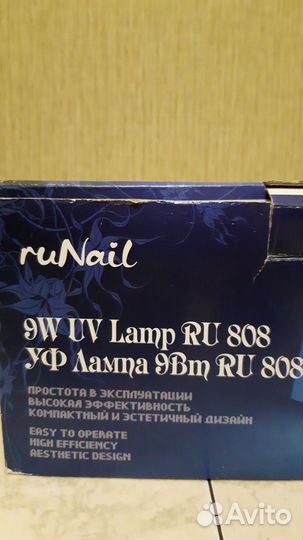 ruNail
9W UV Lamp RU 808
УФ Лампа 9Вт RU 808
ПРОСТОТА В ЭКСПЛУАТАЦИИ
ВЫСОКАЯ ЭФФЕКТИВНОСТЬ
КОМПАКТНЫЙ И ЭСТЕТИЧНЫЙ ДИЗАЙН
EASY TO OPERATE
HIGH EFFICIENCY
AESTHETIC DESIGN
Avito